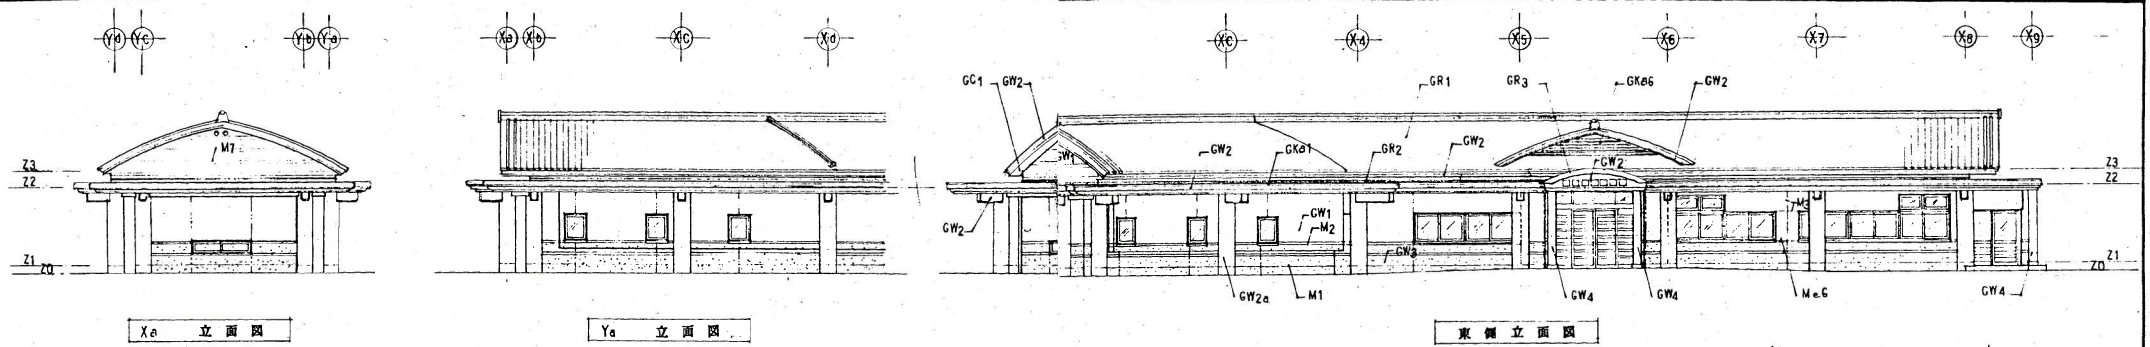 Yd Yc Yb Ya
M7
Z3
Z2
Z1
Z0
Xa 立面図
Xa Xb Xc Xd
Ya 立面図
Xc X4 X5 X6 X7 X8 X9
GC1 GW2 GR1 GR3 GKa6 GW2
GW1 GW2 GKa1 GR2 GW2 GW2
Z3
Z2
GW2 GW1 M2 GW3 M3
Z1
Z0
GW2a M1 GW4 GW4 Me6 GW4
東側立面図